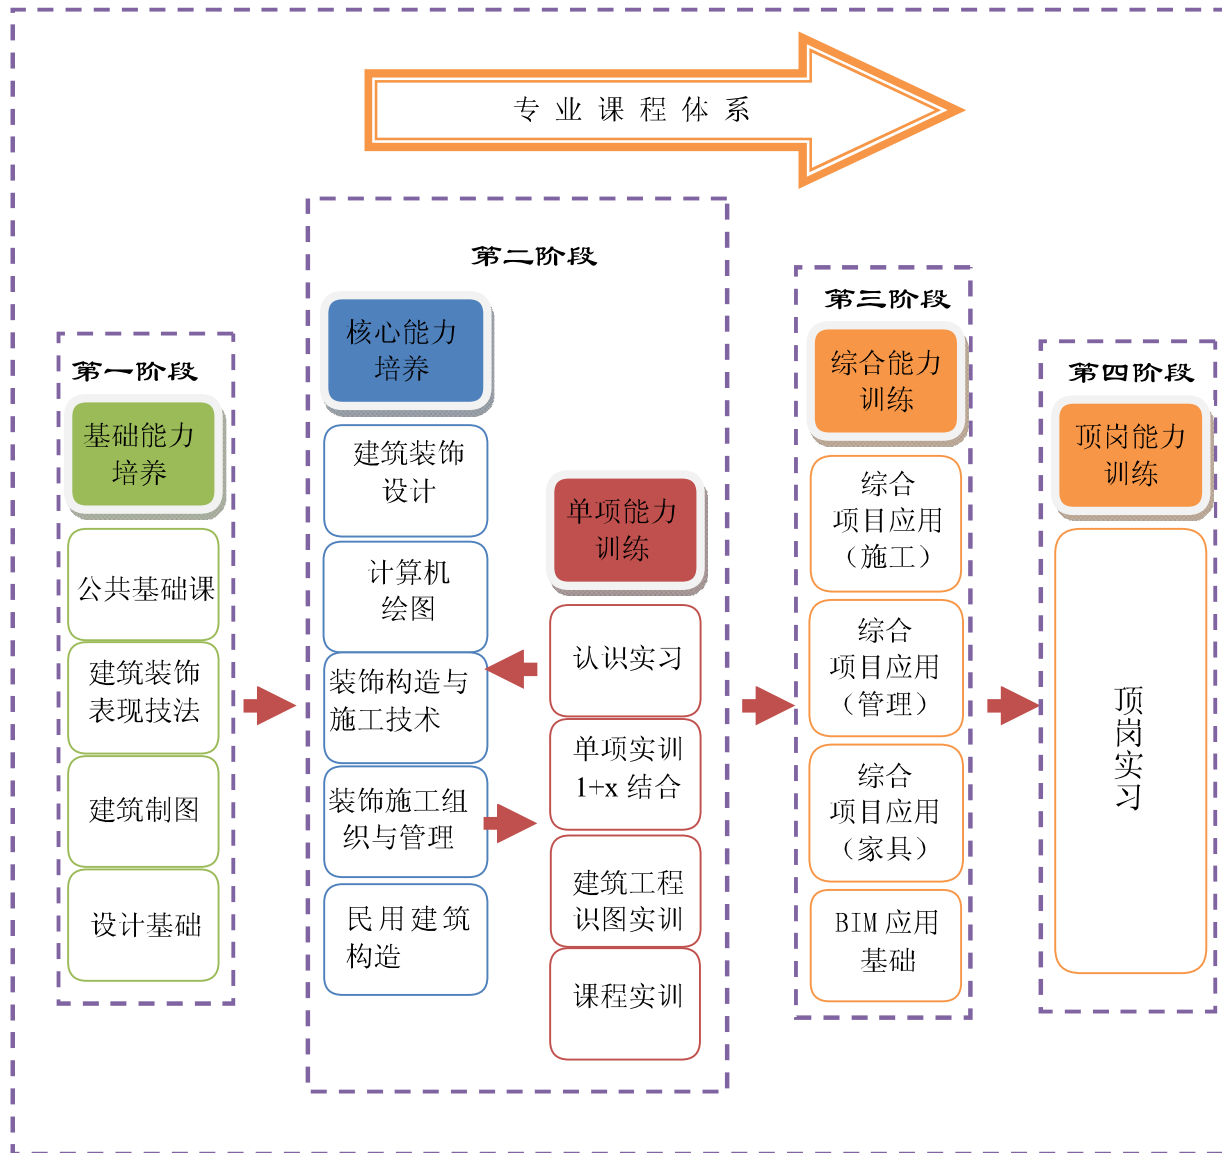 专业课程体系
第一阶段
基础能力
培养
公共基础课
建筑装饰
表现技法
建筑制图
设计基础
第二阶段
核心能力
培养
建筑装饰
设计
计算机
绘图
装饰构造与
施工技术
装饰施工组
织与管理
民用建筑
构造
单项能力
训练
认识实习
单项实训
1+x 结合
建筑工程
识图实训
课程实训
第三阶段
综合能力
训练
综合
项目应用
（施工）
综合
项目应用
（管理）
综合
项目应用
（家具）
BIM 应用
基础
第四阶段
顶岗能力
训练
顶岗实习